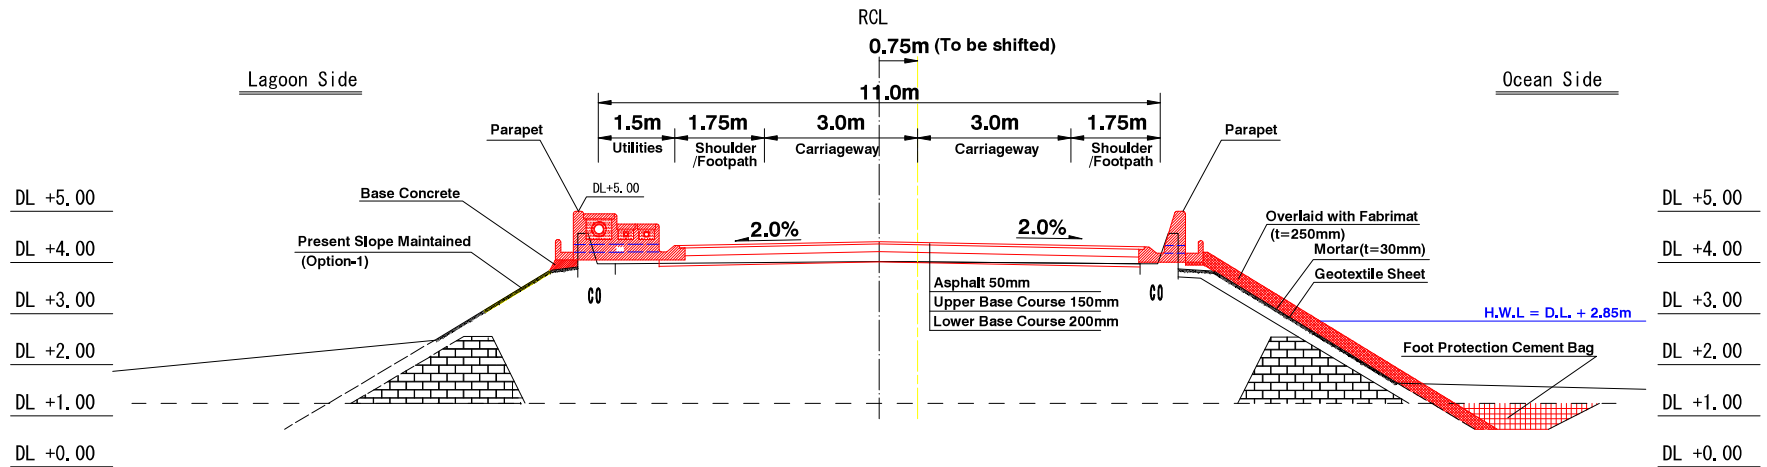 RCL
0.75m (To be shifted)
Lagoon Side
Ocean Side
11.0m
1.5m
1.75m
3.0m
3.0m
1.75m
Parapet
Utilities
Shoulder
/Footpath
Carriageway
Carriageway
Shoulder
/Footpath
Parapet
DL +5.00
Base Concrete
DL+5.00
DL +5.00
2.0%
2.0%
Overlaid with Fabrimat
(t=250mm)
DL +4.00
Present Slope Maintained
(Option-1)
Mortar(t=30mm)
DL +4.00
Geotextile Sheet
CO
Asphalt 50mm
CO
DL +3.00
Upper Base Course 150mm
H.W.L = D.L. + 2.85m
DL +3.00
Lower Base Course 200mm
DL +2.00
Foot Protection Cement Bag
DL +2.00
DL +1.00
DL +1.00
DL +0.00
DL +0.00